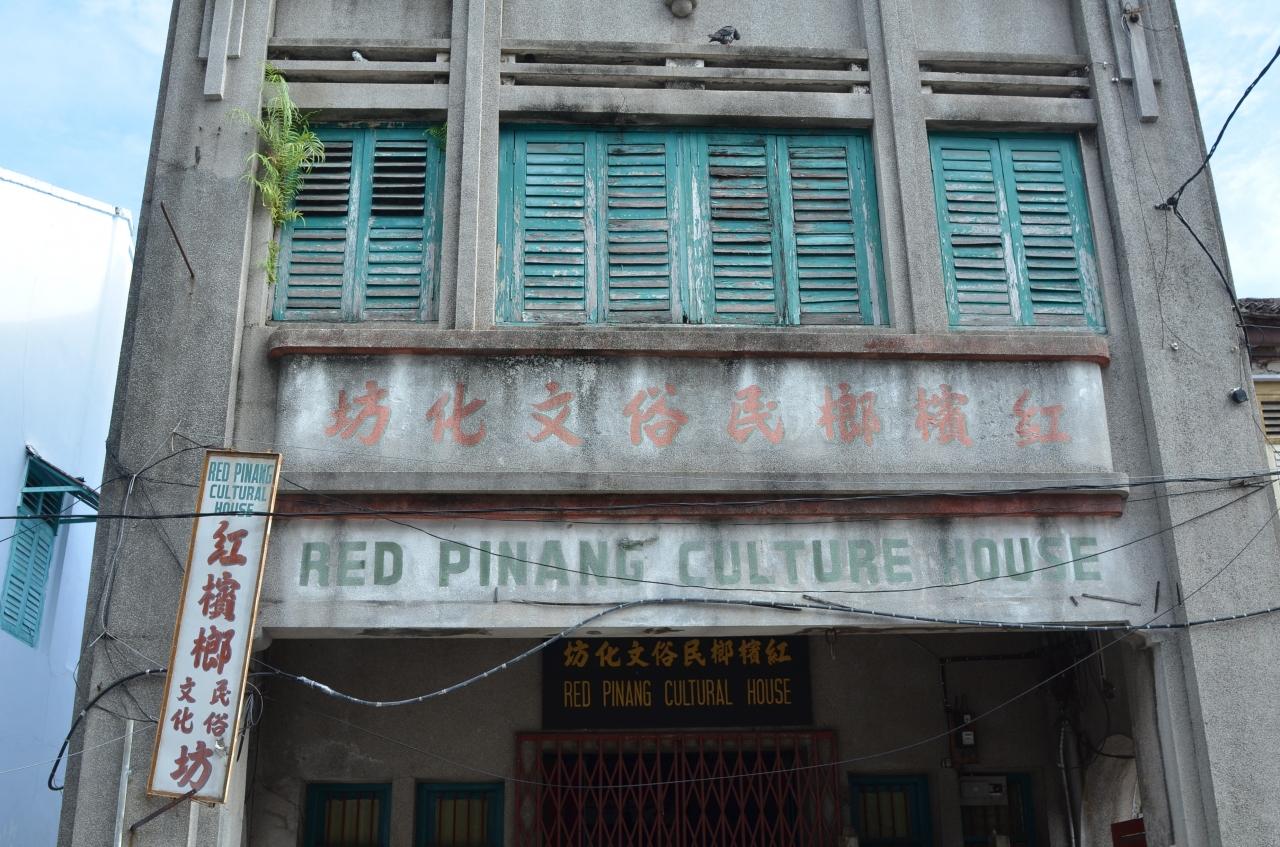 紅檳榔民俗文化坊
RED PINANG CULTURE HOUSE
RED PINANG
CULTURAL
HOUSE
紅檳榔
民俗
文化
坊
紅檳榔民俗文化坊
RED PINANG CULTURAL HOUSE